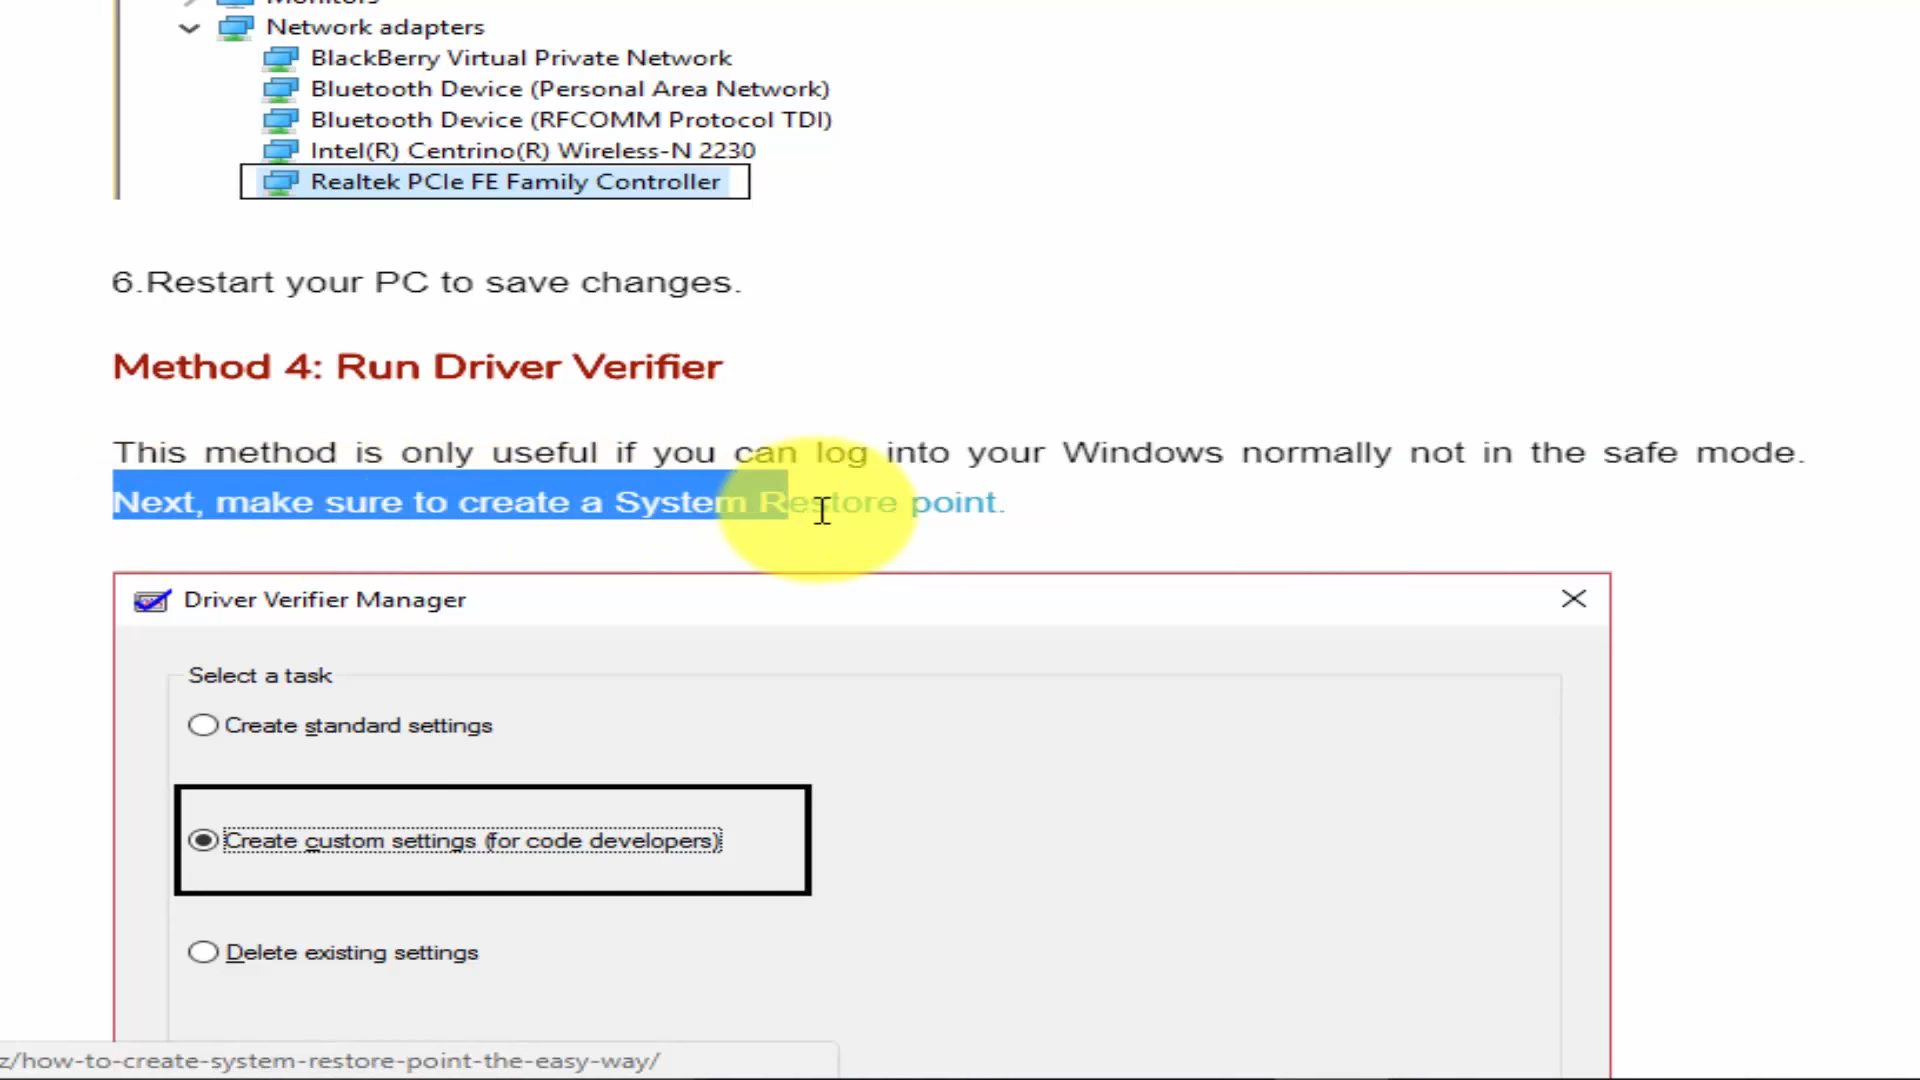 Monitors
Network adapters
BlackBerry Virtual Private Network
Bluetooth Device (Personal Area Network)
Bluetooth Device (RFCOMM Protocol TDI)
Intel(R) Centrino(R) Wireless-N 2230
Realtek PCIe FE Family Controller
6.Restart your PC to save changes.
Method 4: Run Driver Verifier
This method is only useful if you can log into your Windows normally not in the safe mode.
Next, make sure to create a System Restore point.
Driver Verifier Manager
Select a task
Create standard settings
Create custom settings (for code developers)
Delete existing settings
z/how-to-create-system-restore-point-the-easy-way/